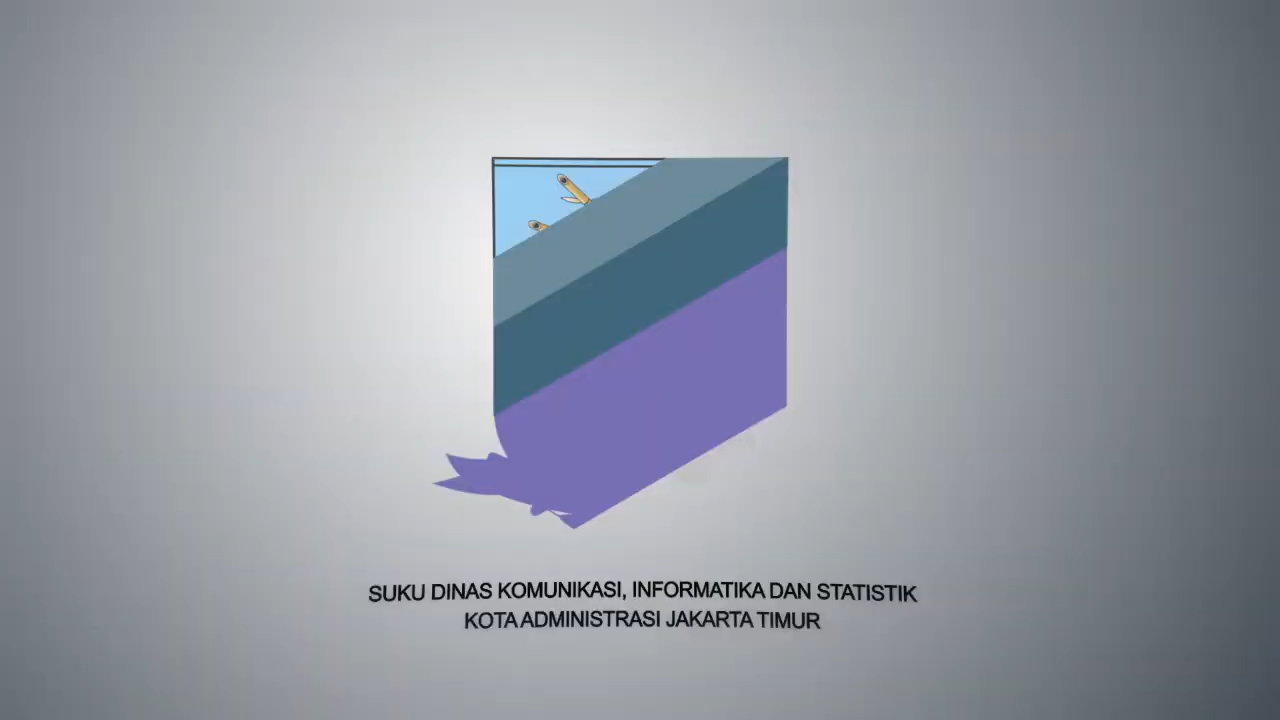 SUKU DINAS KOMUNIKASI, INFORMATIKA DAN STATISTIK
KOTA ADMINISTRASI JAKARTA TIMUR